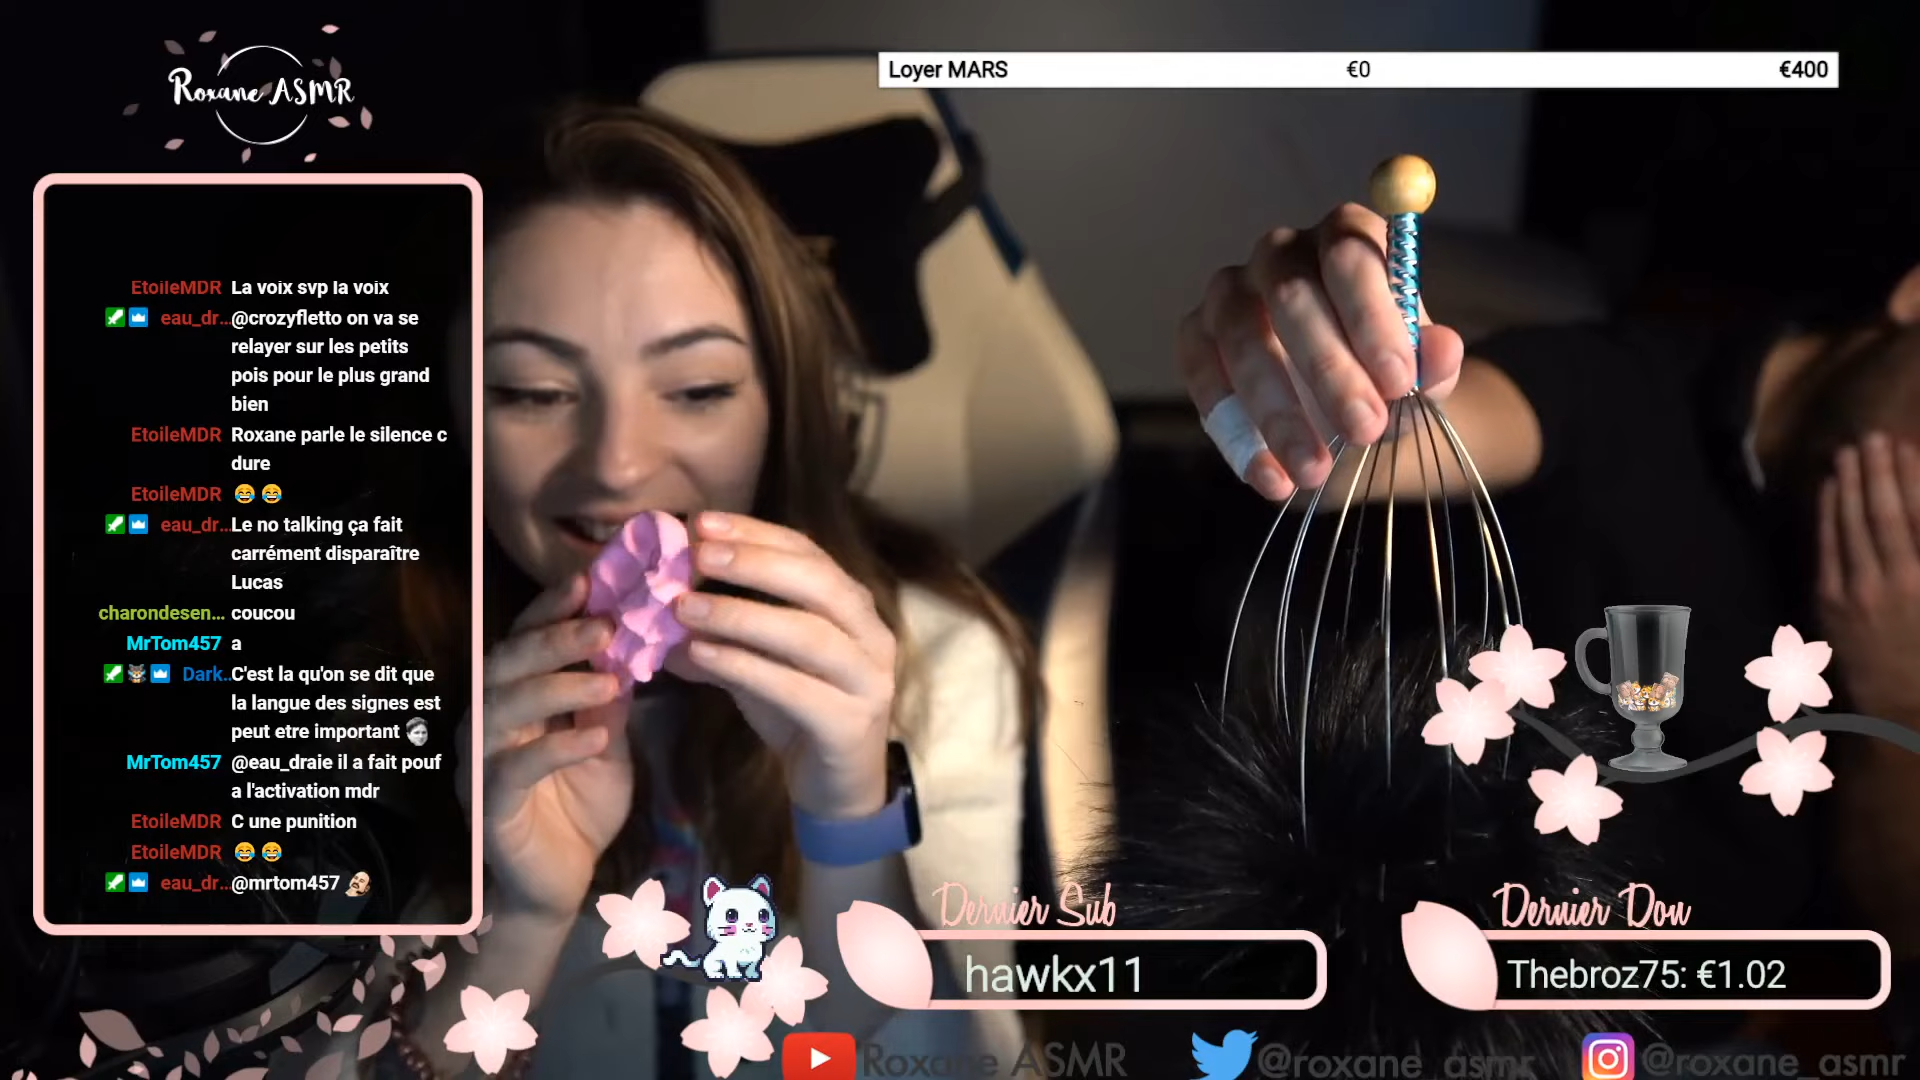 Roxane ASMR
Loyer MARS €0 €400
EtoileMDR La voix svp la voix
eau_dr... @crozyfletto on va se
relayer sur les petits
pois pour le plus grand
bien
EtoileMDR Roxane parle le silence c
dure
EtoileMDR 😂 😂
eau_dr... Le no talking ça fait
carrément disparaître
Lucas
charondesen... coucou
MrTom457 a
Dark... C'est la qu'on se dit que
la langue des signes est
peut etre important
MrTom457 @eau_draie il a fait pouf
a l'activation mdr
EtoileMDR C une punition
EtoileMDR 😂 😂
eau_dr... @mrtom457
Dernier Sub
hawkx11
Dernier Don
Thebroz75: €1.02
Roxane ASMR @roxane_asmr @roxane_asmr